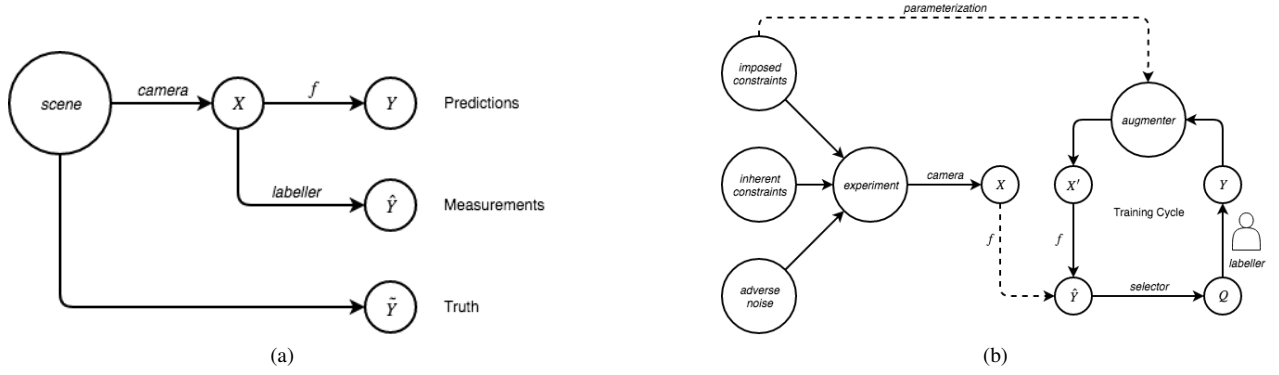 scene
camera
X
f
Y
Predictions
labeller
Ŷ
Measurements
Ỹ
Truth
(a)
parameterization
imposed
constraints
augmenter
inherent
constraints
experiment
camera
X
X′
Y
Training Cycle
f
f
labeller
adverse
noise
Ŷ
selector
Q
(b)